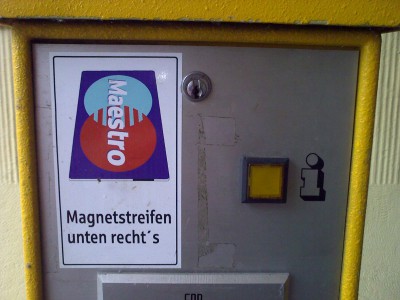 Maestro
Magnetstreifen
unten recht´s
i